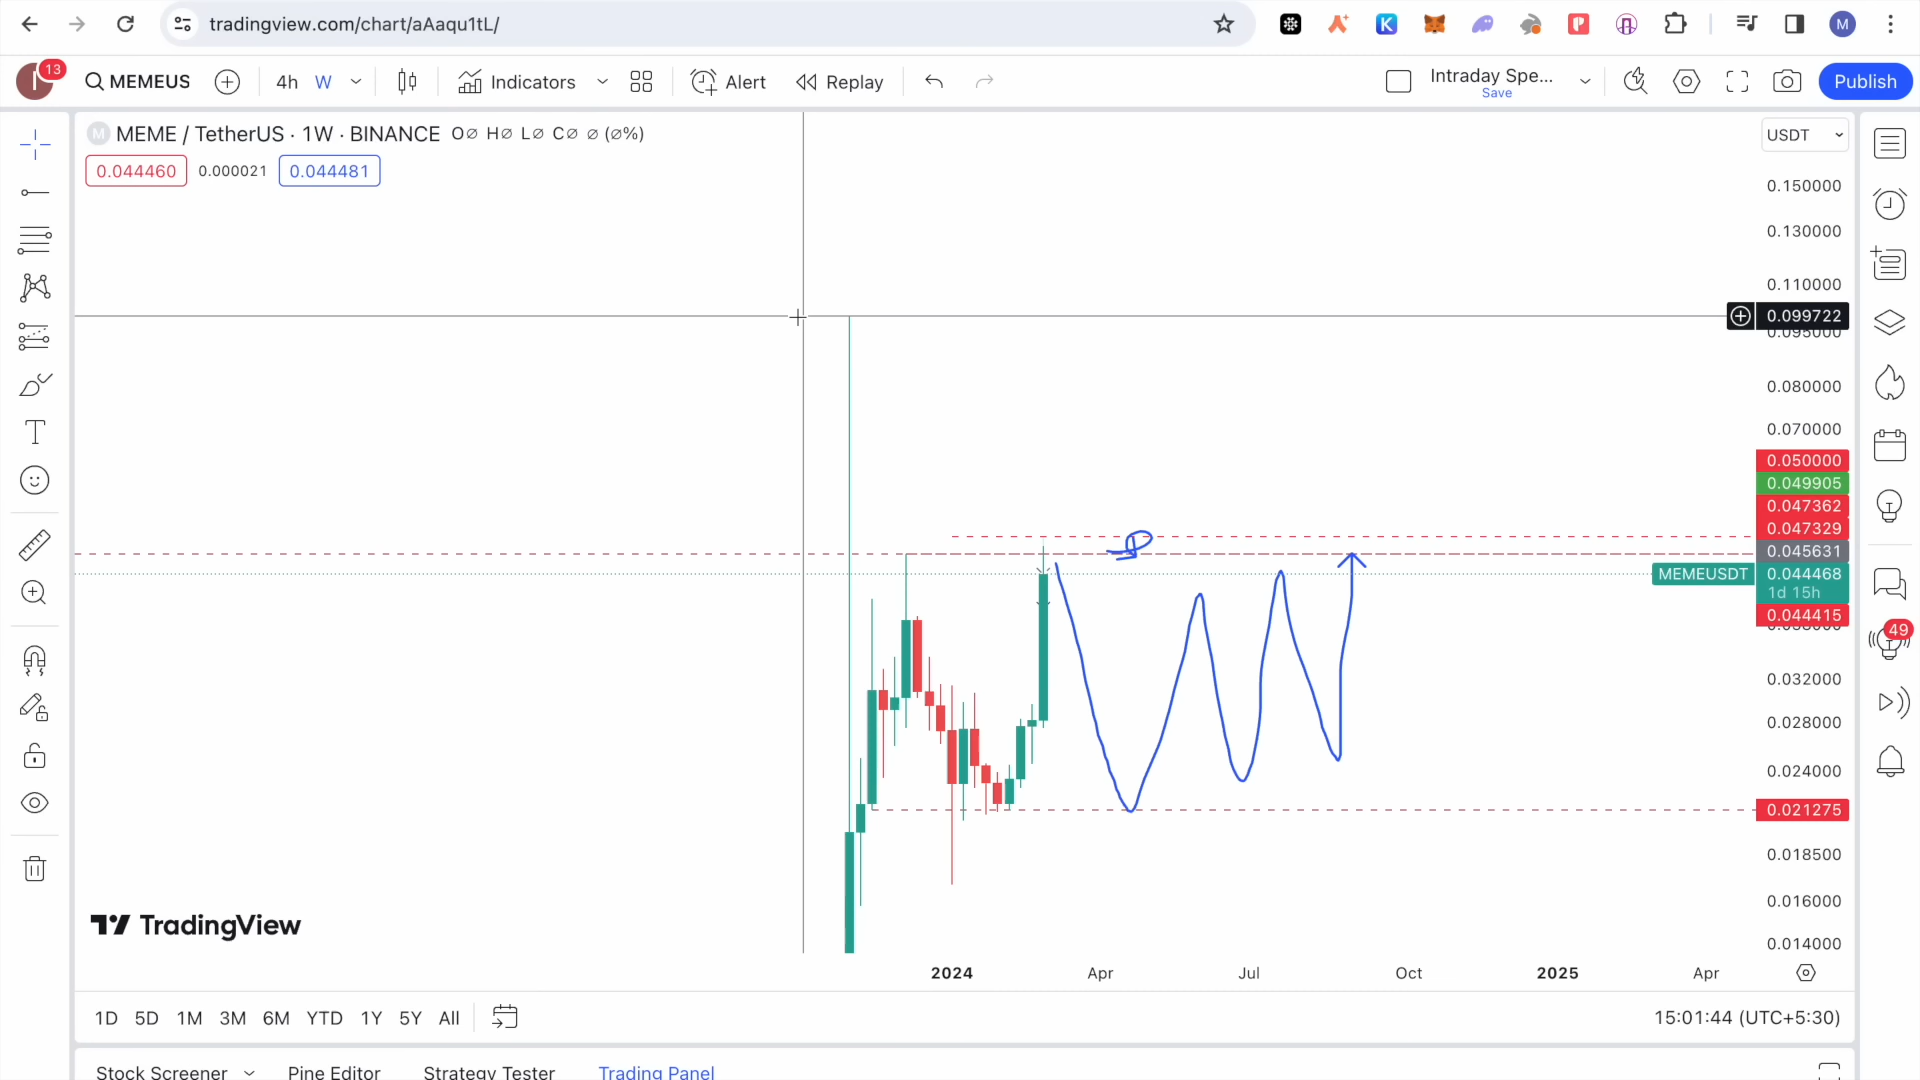 tradingview.com/chart/aAaqu1tL/
M
I 13 MEMEUS 4h W Indicators Alert Replay Intraday Spe... Save Publish
M MEME / TetherUS · 1W · BINANCE O∅ H∅ L∅ C∅ ∅ (∅%)
0.044460 0.000021 0.044481
USDT
0.150000
0.130000
0.110000
0.099722
0.095000
0.080000
0.070000
0.050000
0.049905
0.047362
0.047329
0.045631
MEMEUSDT 0.044468
1d 15h
0.044415
49
0.032000
0.028000
0.024000
0.021275
0.018500
0.016000
0.014000
TradingView
2024 Apr Jul Oct 2025 Apr
1D 5D 1M 3M 6M YTD 1Y 5Y All 15:01:44 (UTC+5:30)
Stock Screener Pine Editor Strategy Tester Trading Panel